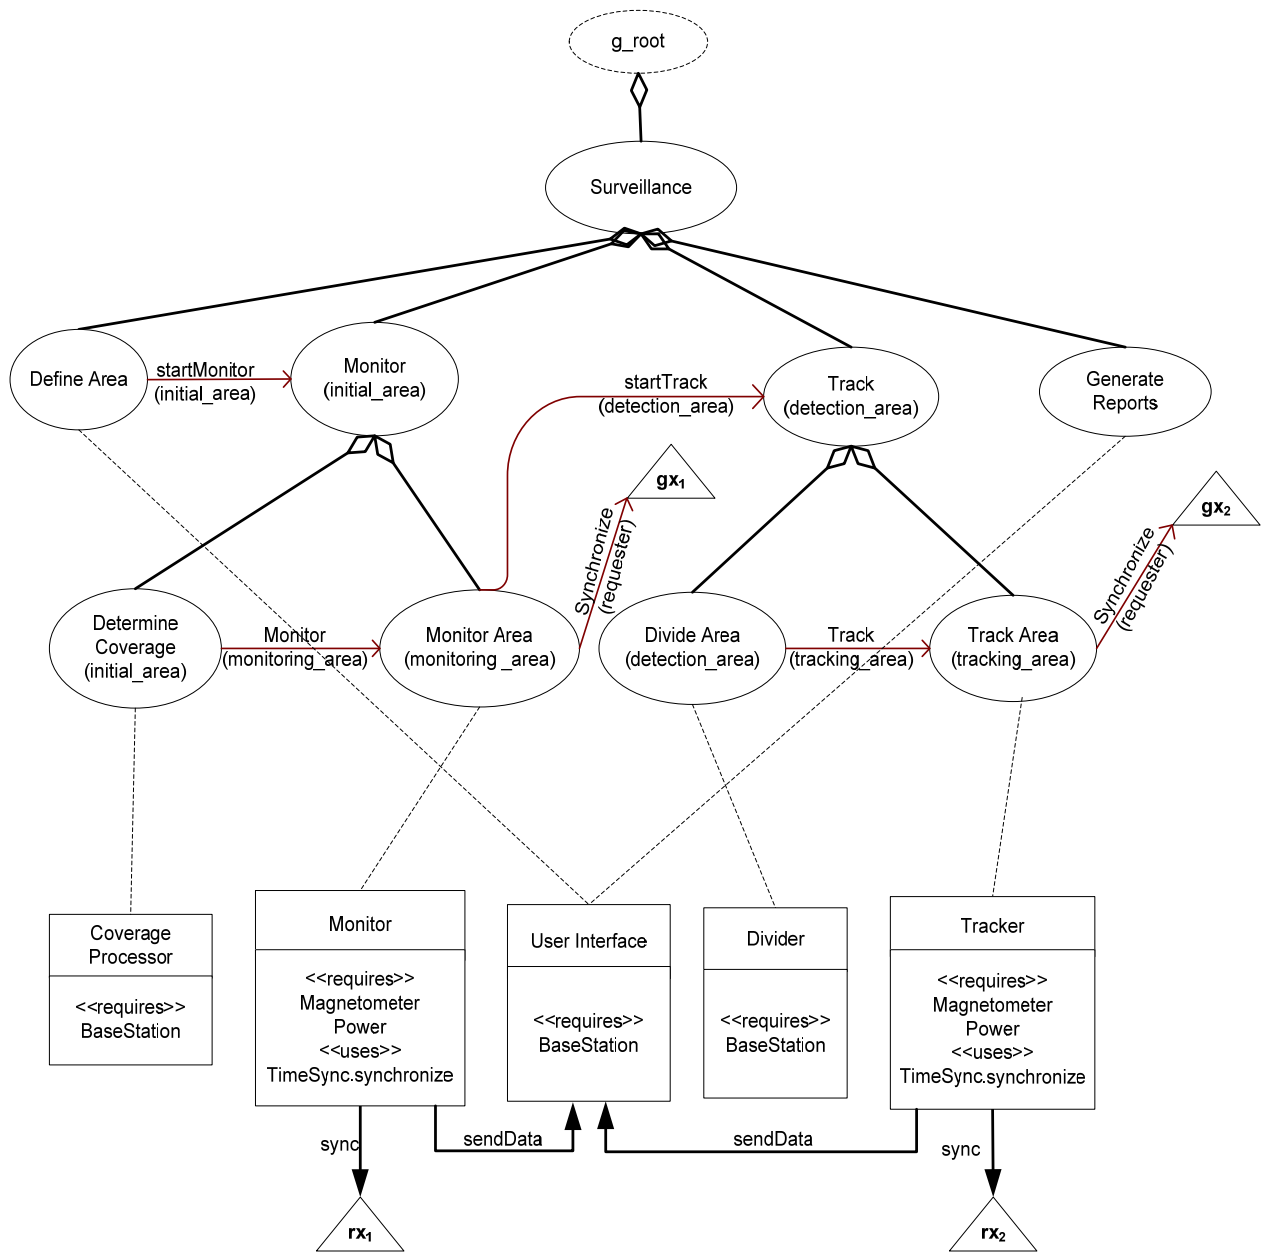 g_root
Surveillance
Define Area
startMonitor
(initial_area)
Monitor
(initial_area)
startTrack
(detection_area)
Track
(detection_area)
Generate
Reports
gx1
gx2
Synchronize
(requester)
Synchronize
(requester)
Determine
Coverage
(initial_area)
Monitor
(monitoring_area)
Monitor Area
(monitoring _area)
Divide Area
(detection_area)
Track
(tracking_area)
Track Area
(tracking_area)
Coverage
Processor
<<requires>>
BaseStation
Monitor
<<requires>>
Magnetometer
Power
<<uses>>
TimeSync.synchronize
User Interface
<<requires>>
BaseStation
Divider
<<requires>>
BaseStation
Tracker
<<requires>>
Magnetometer
Power
<<uses>>
TimeSync.synchronize
sync
sendData
sendData
sync
rx1
rx2